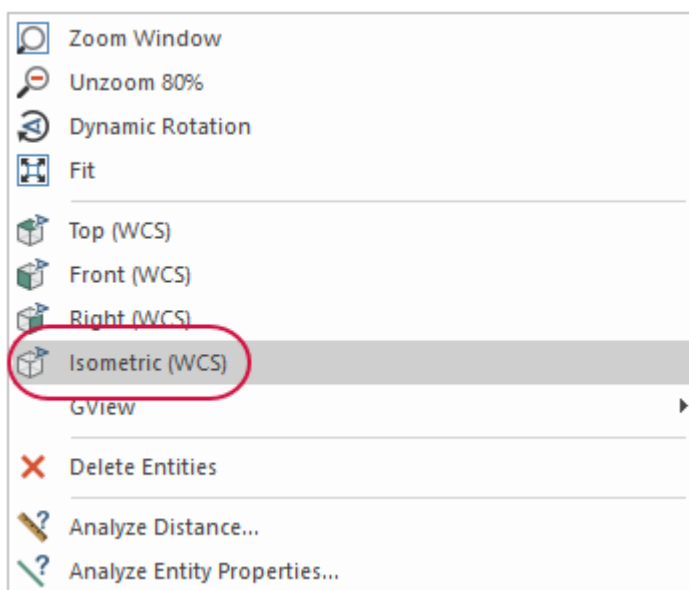 Zoom Window
Unzoom 80%
Dynamic Rotation
Fit
Top (WCS)
Front (WCS)
Right (WCS)
Isometric (WCS)
GView
Delete Entities
Analyze Distance...
Analyze Entity Properties...